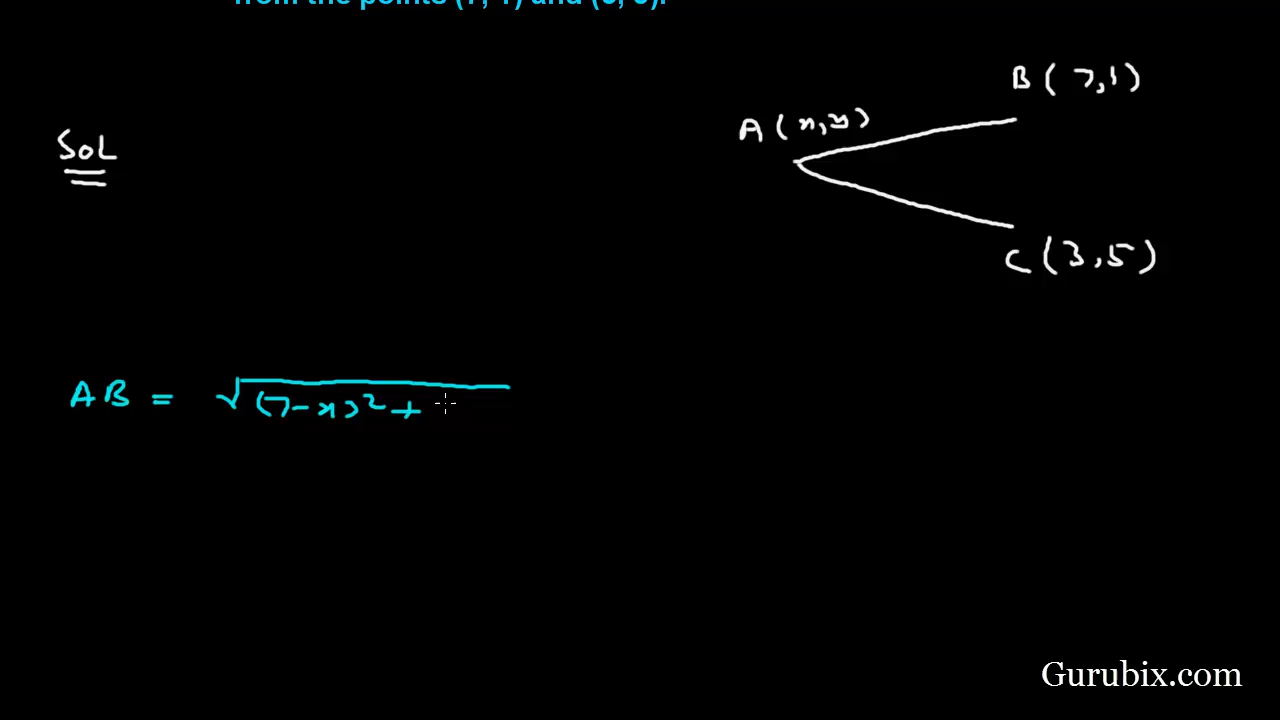 from the points (7, 1) and (3, 5).
B (7,1)
A (x,y)
SOL
C (3,5)
AB = √(7-x)² +
Gurubix.com